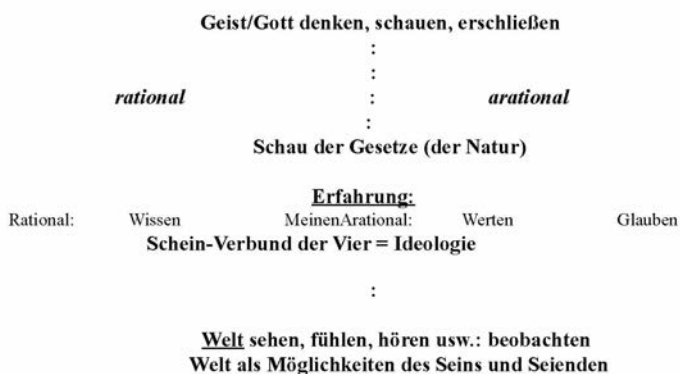 Geist/Gott denken, schauen, erschließen
:
:
rational : arational
:
Schau der Gesetze (der Natur)
Erfahrung:
Rational: Wissen MeinenArational: Werten Glauben
Schein-Verbund der Vier = Ideologie
:
Welt sehen, fühlen, hören usw.: beobachten
Welt als Möglichkeiten des Seins und Seienden